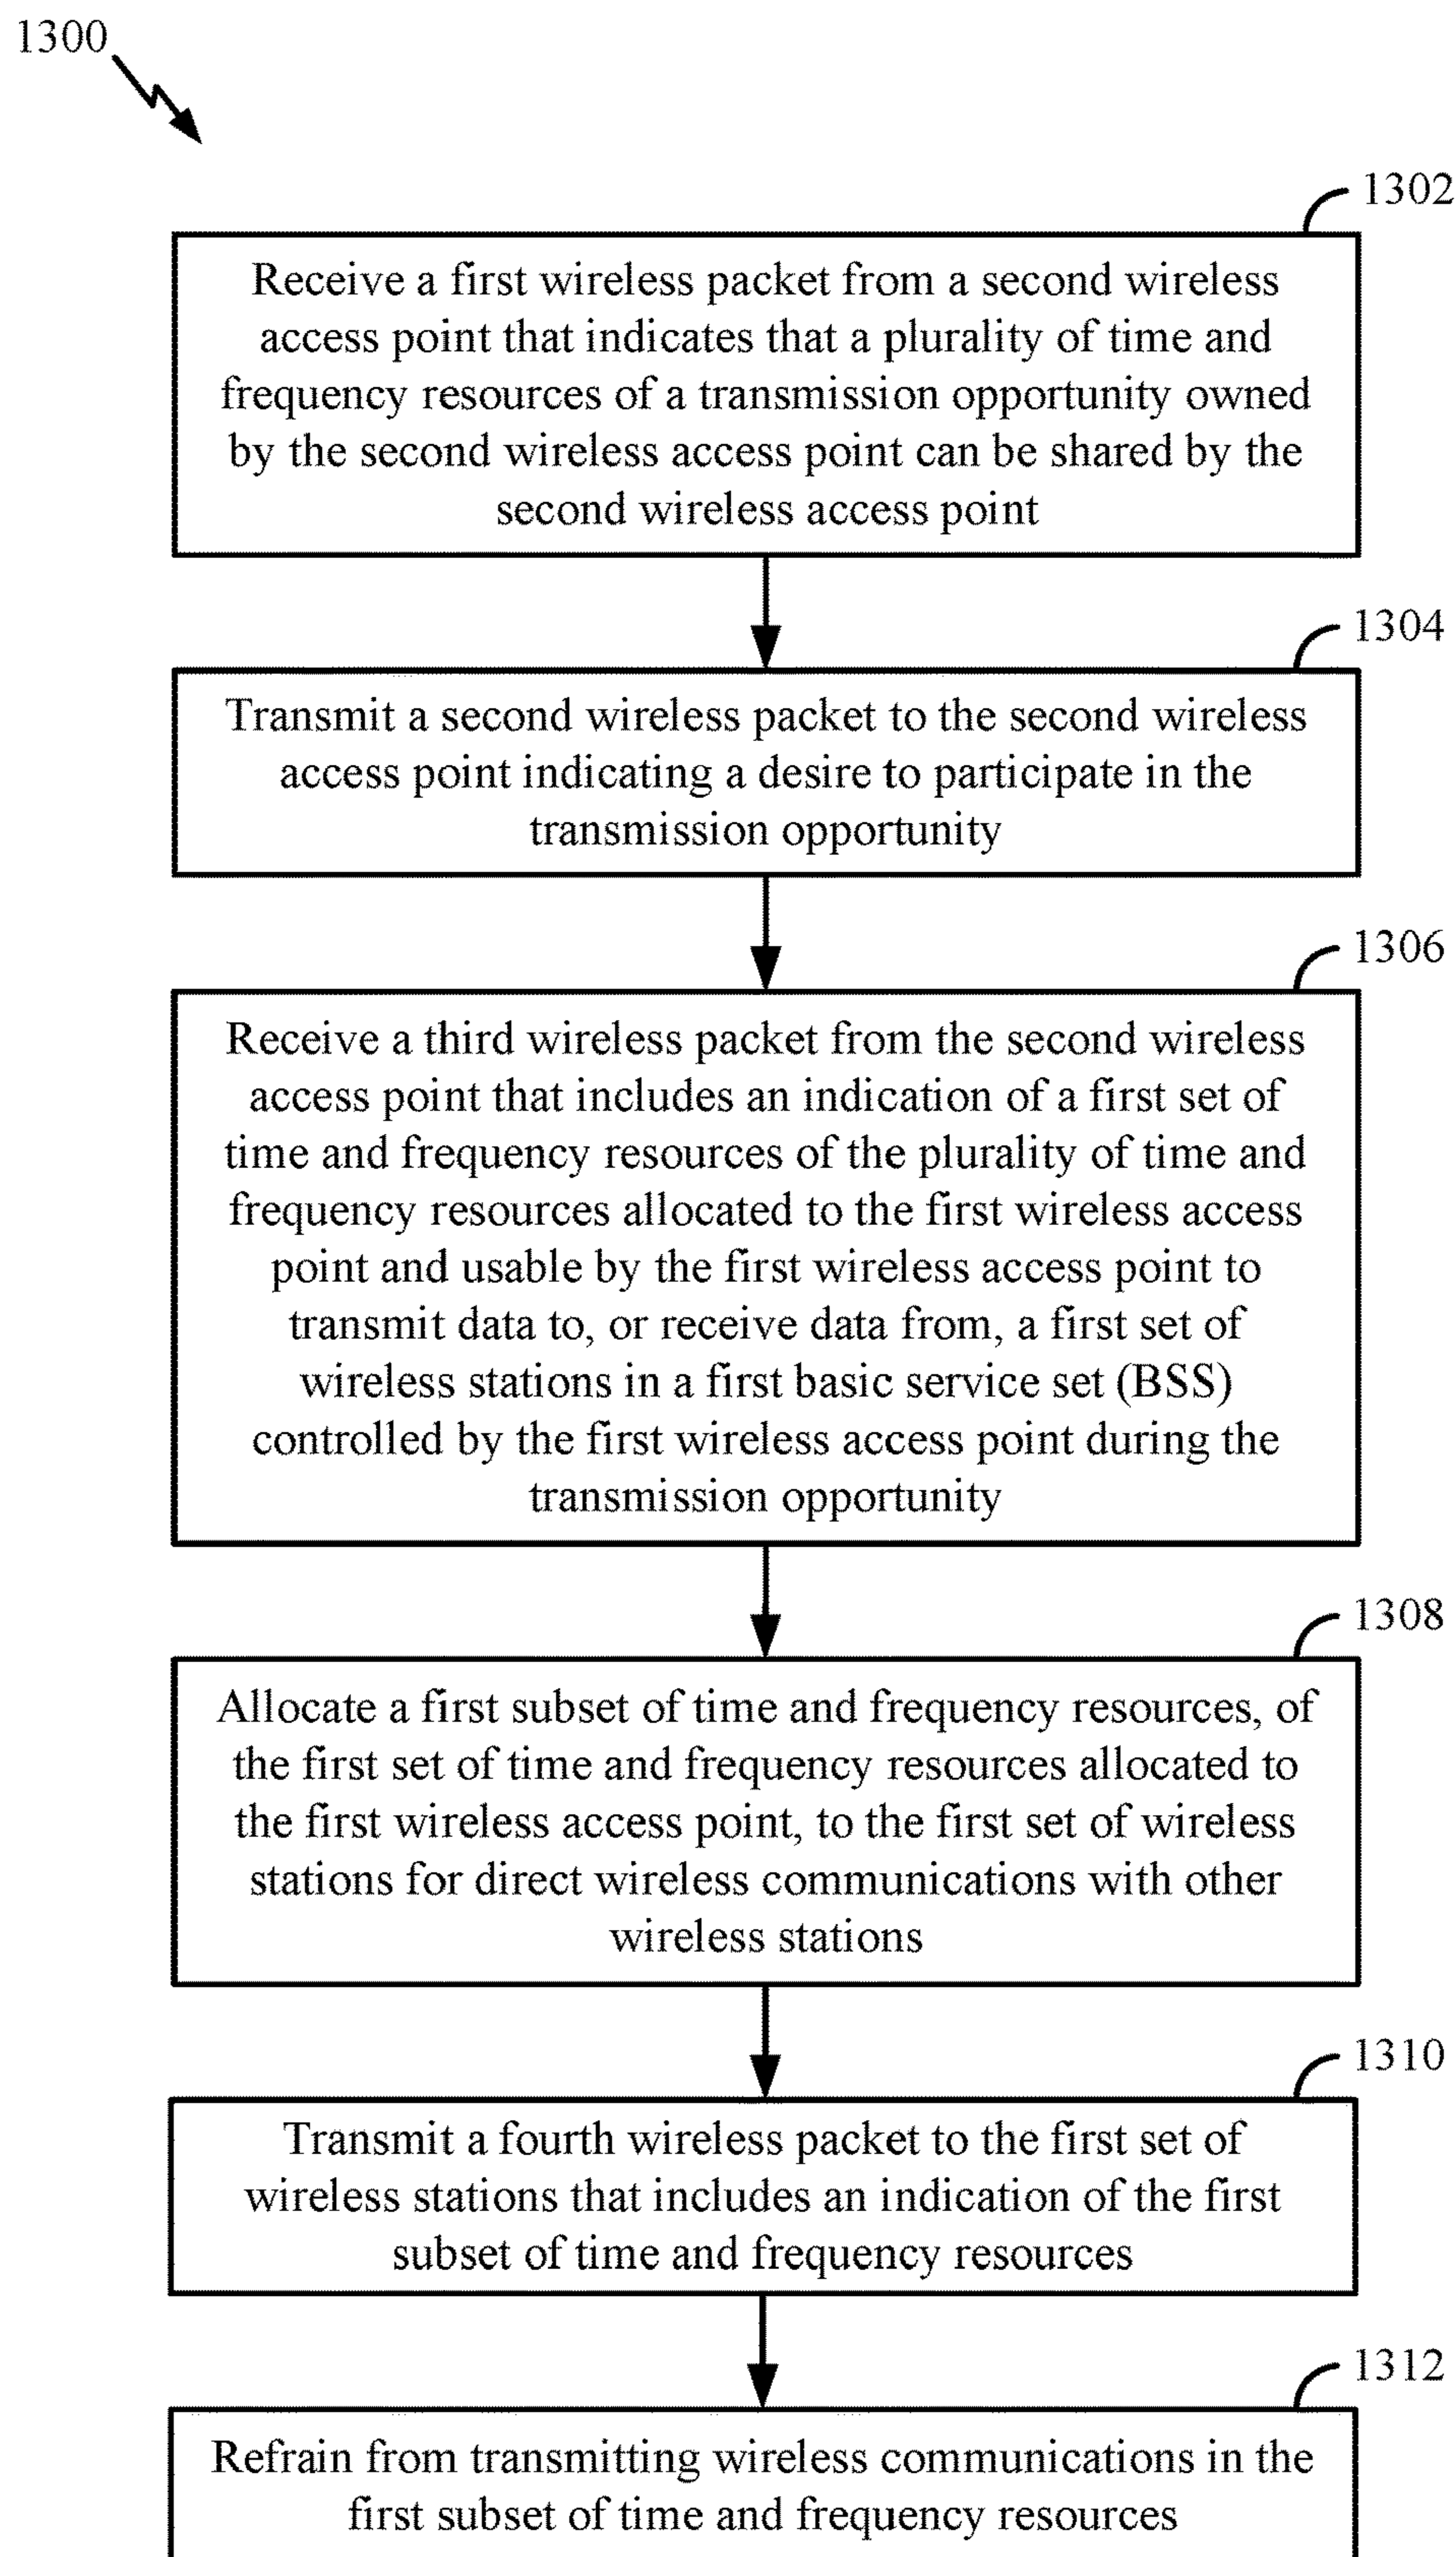 1300
1302
Receive a first wireless packet from a second wireless
access point that indicates that a plurality of time and
frequency resources of a transmission opportunity owned
by the second wireless access point can be shared by the
second wireless access point
1304
Transmit a second wireless packet to the second wireless
access point indicating a desire to participate in the
transmission opportunity
1306
Receive a third wireless packet from the second wireless
access point that includes an indication of a first set of
time and frequency resources of the plurality of time and
frequency resources allocated to the first wireless access
point and usable by the first wireless access point to
transmit data to, or receive data from, a first set of
wireless stations in a first basic service set (BSS)
controlled by the first wireless access point during the
transmission opportunity
1308
Allocate a first subset of time and frequency resources, of
the first set of time and frequency resources allocated to
the first wireless access point, to the first set of wireless
stations for direct wireless communications with other
wireless stations
1310
Transmit a fourth wireless packet to the first set of
wireless stations that includes an indication of the first
subset of time and frequency resources
1312
Refrain from transmitting wireless communications in the
first subset of time and frequency resources